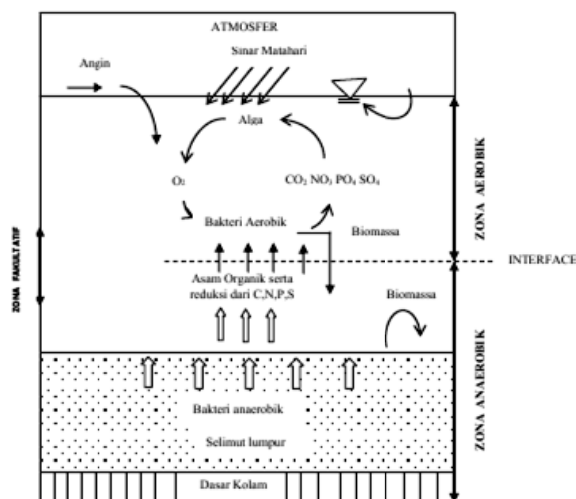 ATMOSFER
Sinar Matahari
Angin
Alga
O₂
CO₂ NO₃ PO₄ SO₄
Bakteri Aerobik
Biomassa
ZONA AEROBIK
INTERFACE
ZONA FAKULTATIF
Asam Organik serta
reduksi dari C,N,P,S
Biomassa
ZONA ANAEROBIK
Bakteri anaerobik
Selimut lumpur
Dasar Kolam